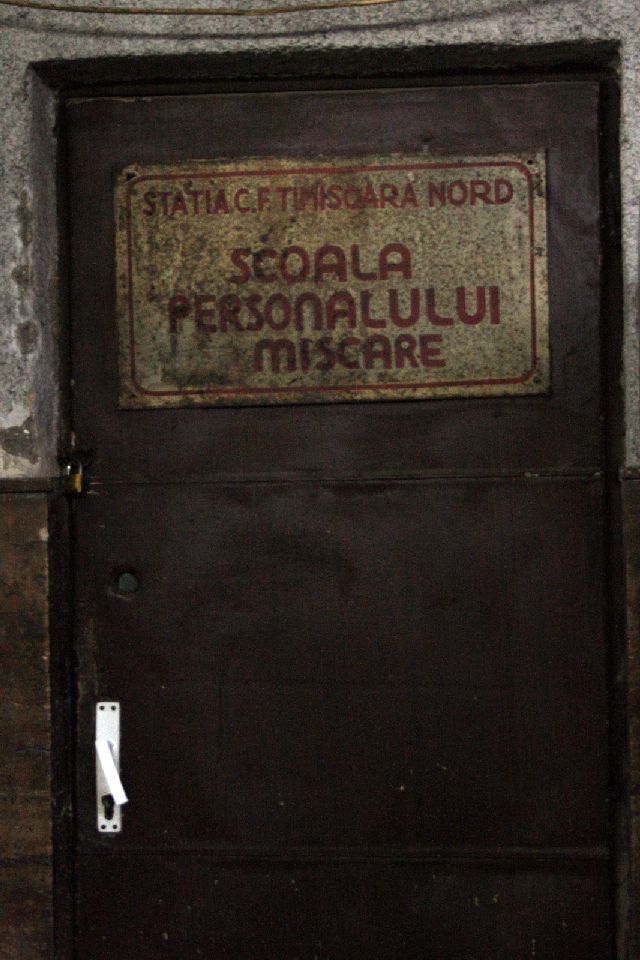 STATIA C.F. TIMISOARA NORD
SCOALA
PERSONALULUI
MISCARE